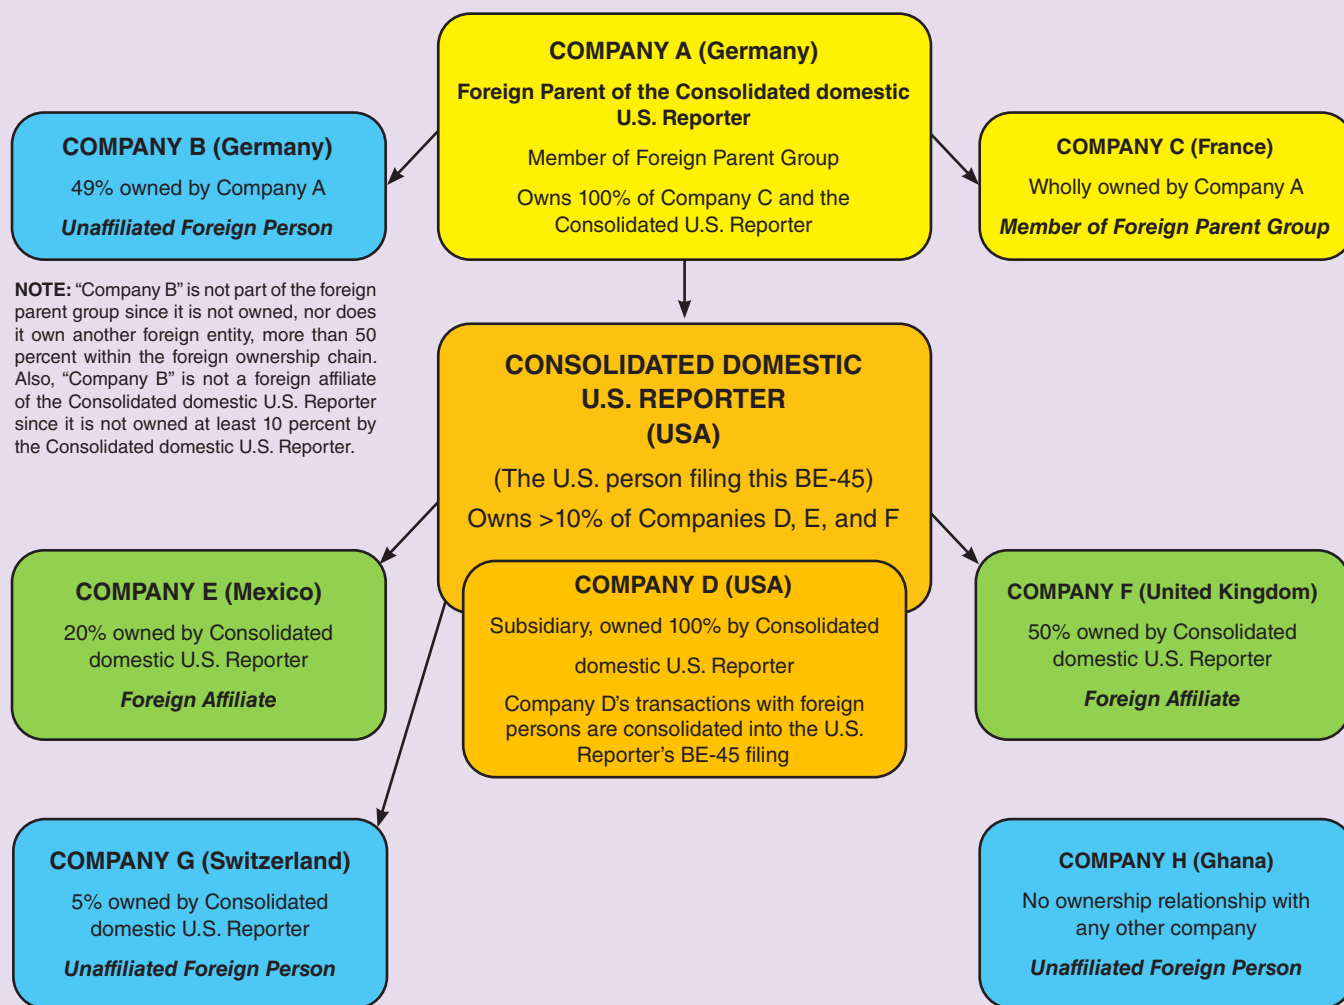 COMPANY A (Germany)
Foreign Parent of the Consolidated domestic
U.S. Reporter
Member of Foreign Parent Group
Owns 100% of Company C and the
Consolidated U.S. Reporter
COMPANY B (Germany)
49% owned by Company A
Unaffiliated Foreign Person
COMPANY C (France)
Wholly owned by Company A
Member of Foreign Parent Group
NOTE: “Company B” is not part of the foreign
parent group since it is not owned, nor does
it own another foreign entity, more than 50
percent within the foreign ownership chain.
Also, “Company B” is not a foreign affiliate
of the Consolidated domestic U.S. Reporter
since it is not owned at least 10 percent by
the Consolidated domestic U.S. Reporter.
CONSOLIDATED DOMESTIC
U.S. REPORTER
(USA)
(The U.S. person filing this BE-45)
Owns >10% of Companies D, E, and F
COMPANY D (USA)
Subsidiary, owned 100% by Consolidated
domestic U.S. Reporter
Company D’s transactions with foreign
persons are consolidated into the U.S.
Reporter’s BE-45 filing
COMPANY E (Mexico)
20% owned by Consolidated
domestic U.S. Reporter
Foreign Affiliate
COMPANY F (United Kingdom)
50% owned by Consolidated
domestic U.S. Reporter
Foreign Affiliate
COMPANY G (Switzerland)
5% owned by Consolidated
domestic U.S. Reporter
Unaffiliated Foreign Person
COMPANY H (Ghana)
No ownership relationship with
any other company
Unaffiliated Foreign Person